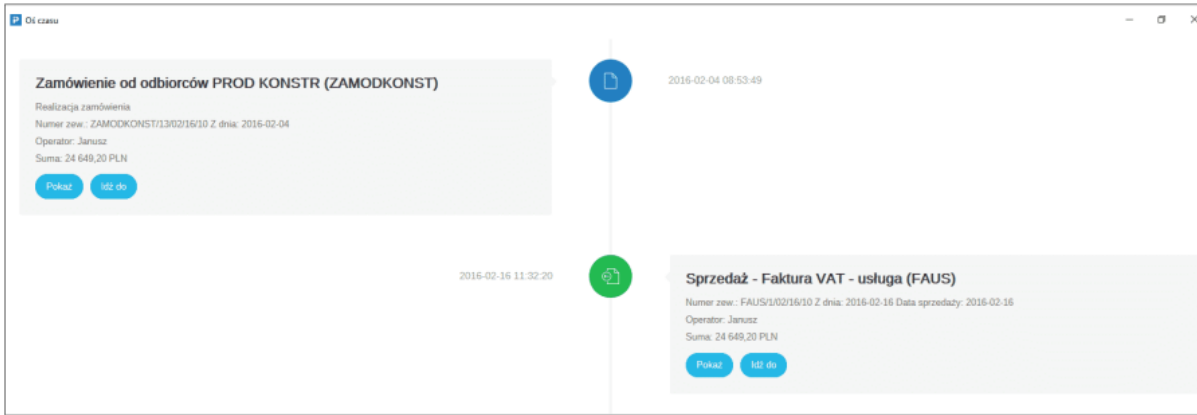 Oś czasu
Zamówienie od odbiorców PROD KONSTR (ZAMODKONST)
2016-02-04 08:53:49
Realizacja zamówienia
Numer zew.: ZAMODKONST/13/02/16/10 Z dnia: 2016-02-04
Operator: Janusz
Suma: 24 649,20 PLN
Pokaż Idź do
2016-02-16 11:32:20
Sprzedaż - Faktura VAT - usługa (FAUS)
Numer zew.: FAUS/1/02/16/10 Z dnia: 2016-02-16 Data sprzedaży: 2016-02-16
Operator: Janusz
Suma: 24 649,20 PLN
Pokaż Idź do